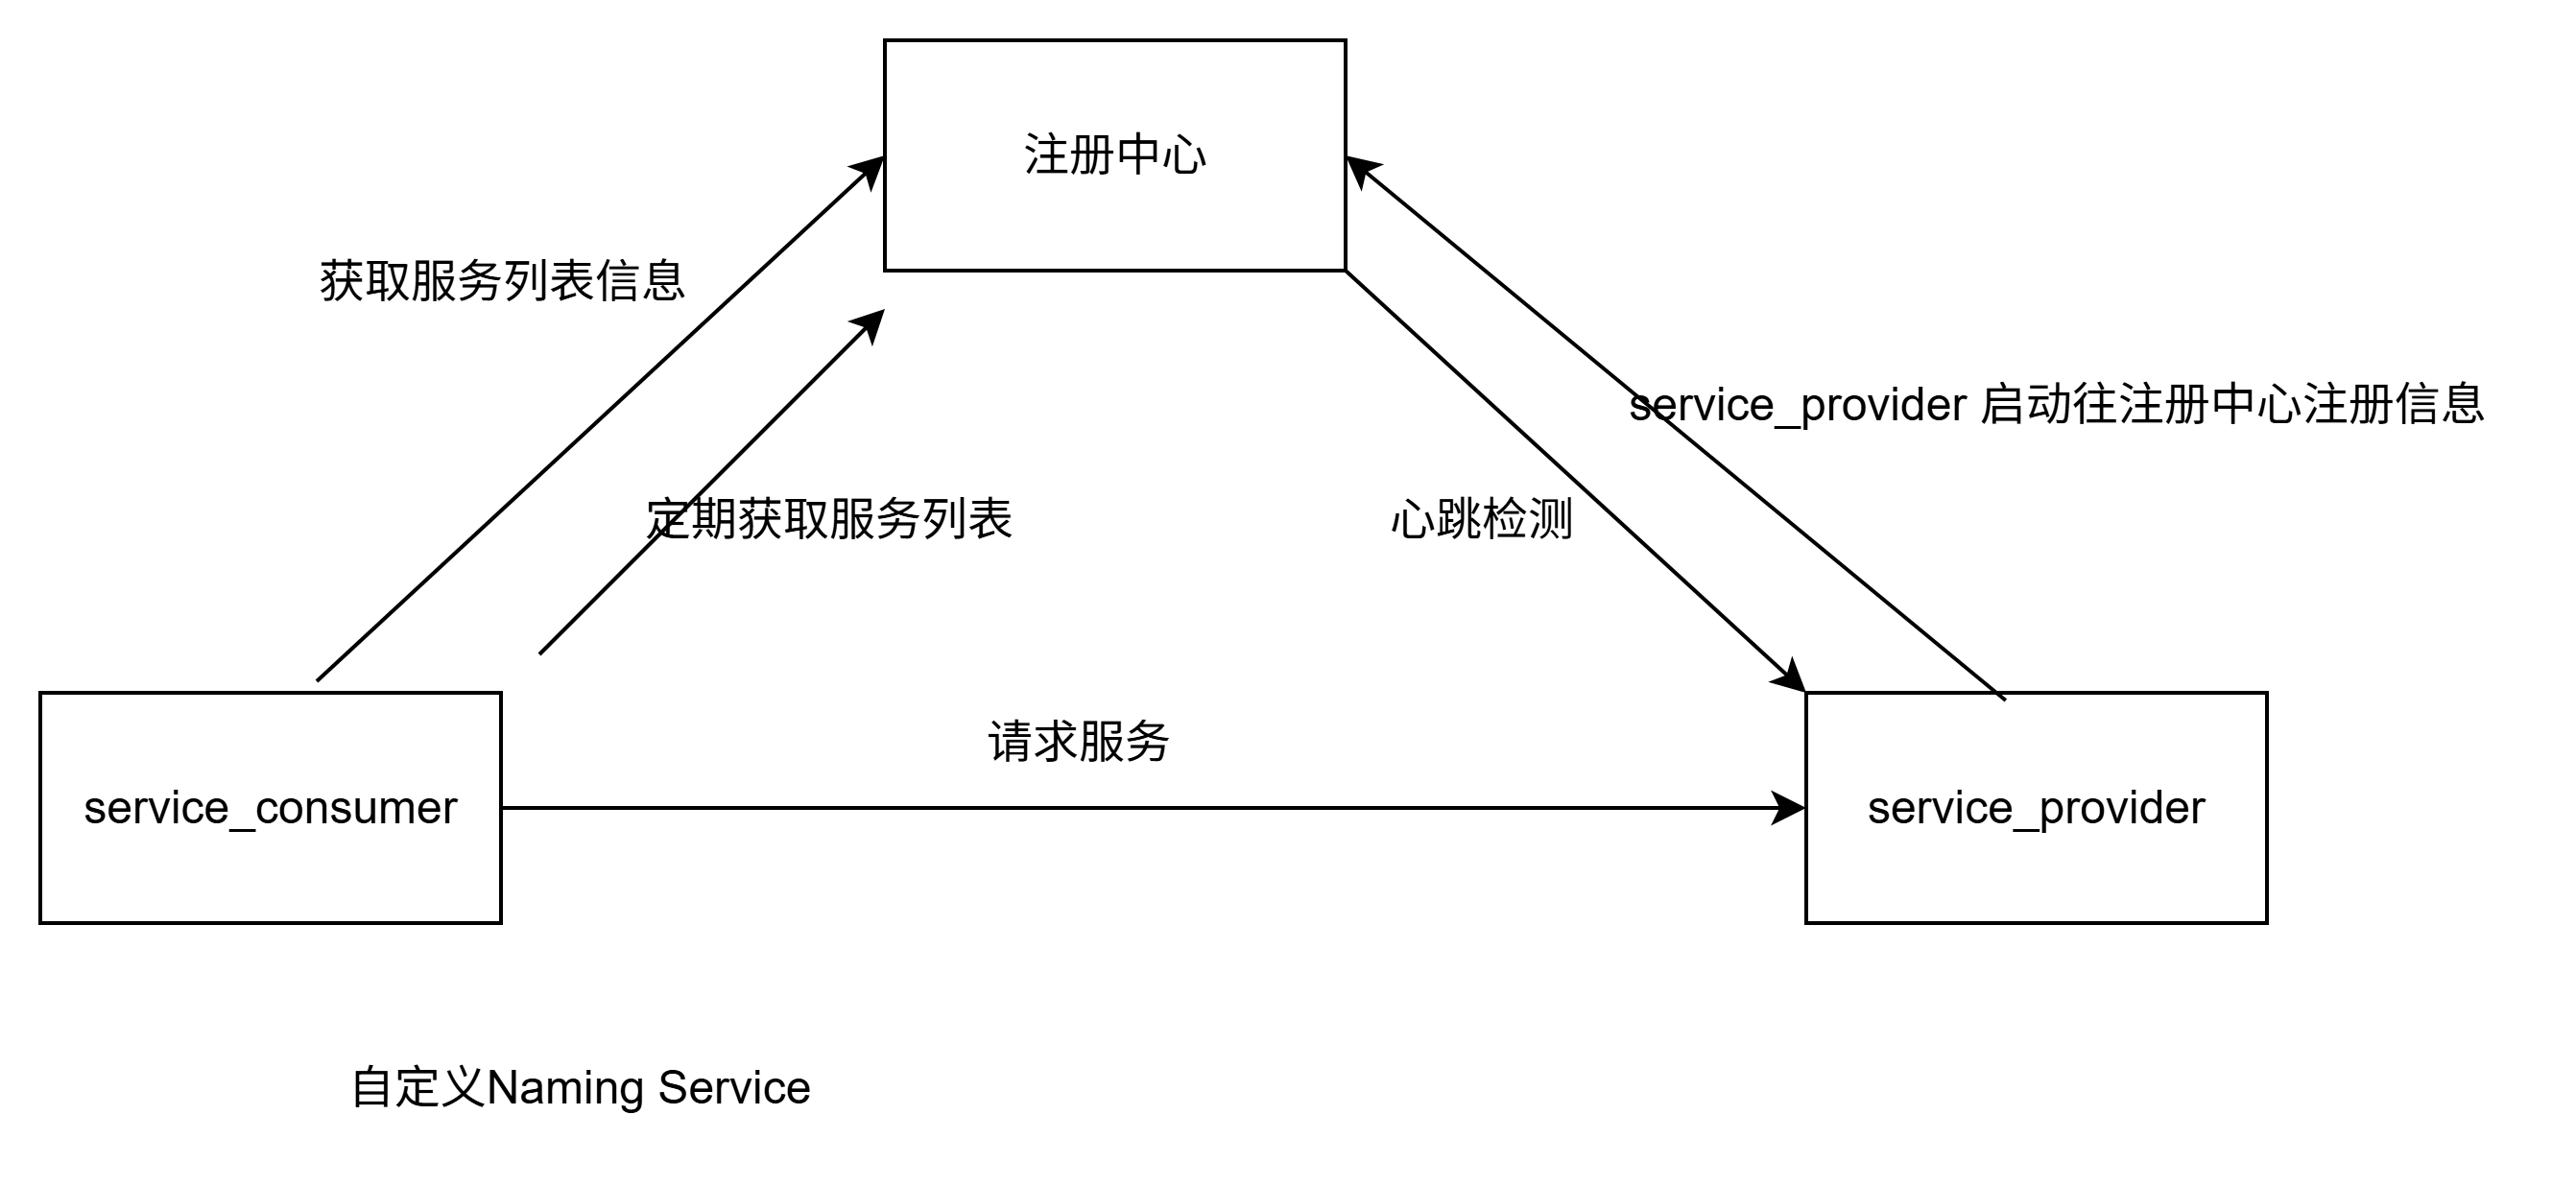 注册中心
获取服务列表信息
service_provider 启动往注册中心注册信息
定期获取服务列表
心跳检测
请求服务
service_consumer
service_provider
自定义Naming Service